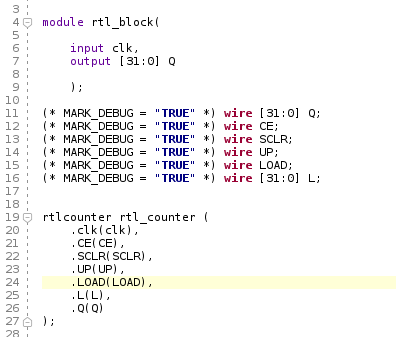 3
4 module rtl_block(
5
6 input clk,
7 output [31:0] Q
8
9 );
10
11 (* MARK_DEBUG = "TRUE" *) wire [31:0] Q;
12 (* MARK_DEBUG = "TRUE" *) wire CE;
13 (* MARK_DEBUG = "TRUE" *) wire SCLR;
14 (* MARK_DEBUG = "TRUE" *) wire UP;
15 (* MARK_DEBUG = "TRUE" *) wire LOAD;
16 (* MARK_DEBUG = "TRUE" *) wire [31:0] L;
17
18
19 rtlcounter rtl_counter (
20 .clk(clk),
21 .CE(CE),
22 .SCLR(SCLR),
23 .UP(UP),
24 .LOAD(LOAD),
25 .L(L),
26 .Q(Q)
27 );
28